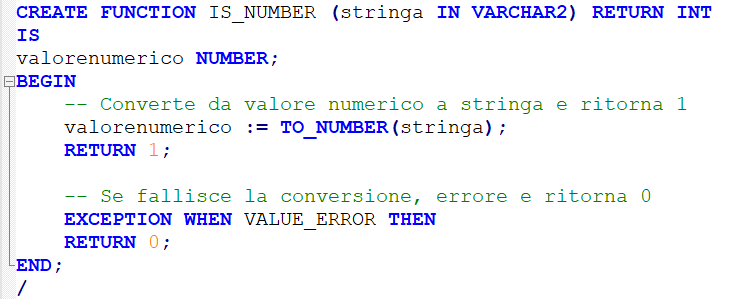 CREATE FUNCTION IS_NUMBER (stringa IN VARCHAR2) RETURN INT
IS
valorenumerico NUMBER;
BEGIN
    -- Converte da valore numerico a stringa e ritorna 1
    valorenumerico := TO_NUMBER(stringa);
    RETURN 1;

    -- Se fallisce la conversione, errore e ritorna 0
    EXCEPTION WHEN VALUE_ERROR THEN
    RETURN 0;
END;
/